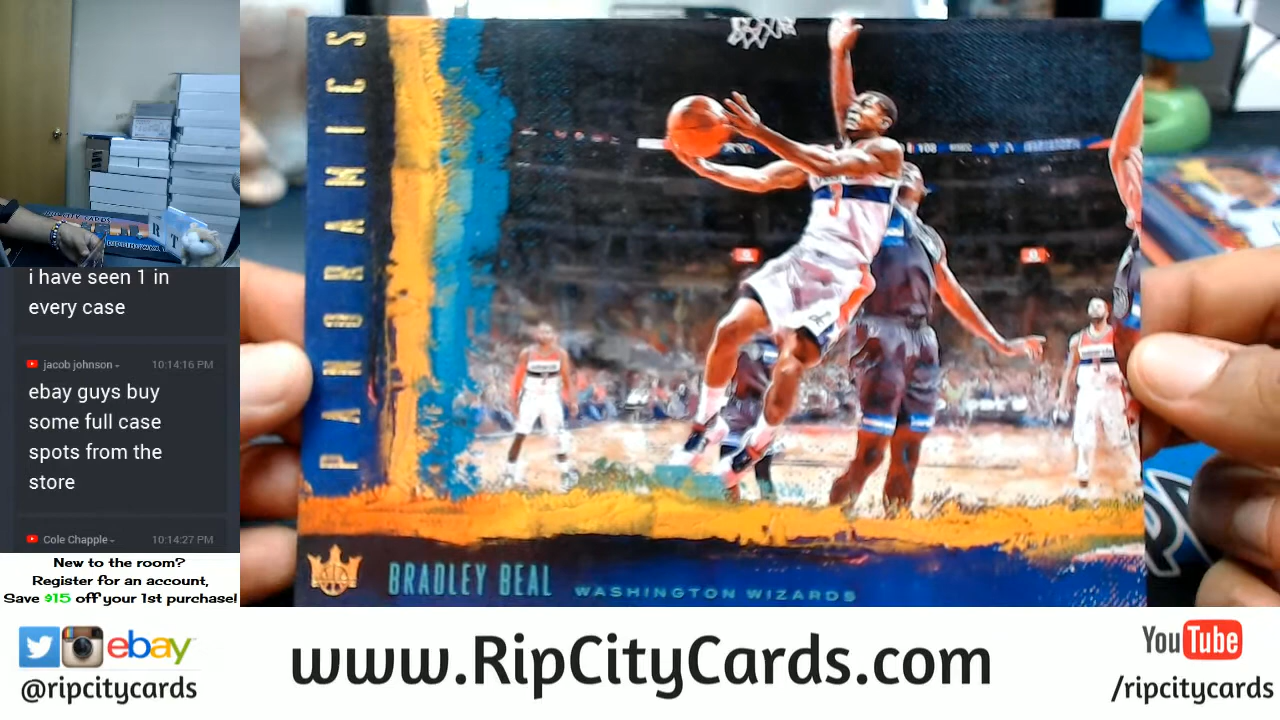 i have seen 1 in
every case
jacob johnson
10:14:16 PM
ebay guys buy
some full case
spots from the
store
Cole Chapple
10:14:27 PM
New to the room?
Register for an account,
Save $15 off your 1st purchase!
PANORAMICS
3
BRADLEY BEAL
WASHINGTON WIZARDS
ebay
@ripcitycards
www.RipCityCards.com
YouTube
/ripcitycards